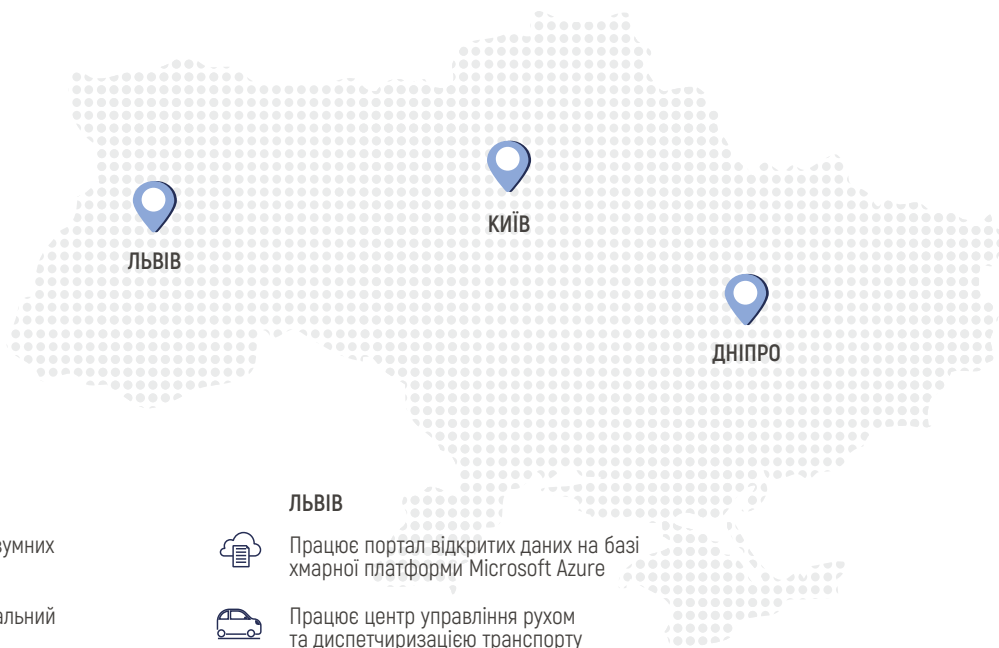 КИЇВ
ЛЬВІВ
ДНІПРО
ЛЬВІВ
Працює портал відкритих даних на базі
хмарної платформи Microsoft Azure
Працює центр управління рухом
та диспетчиризацією транспорту